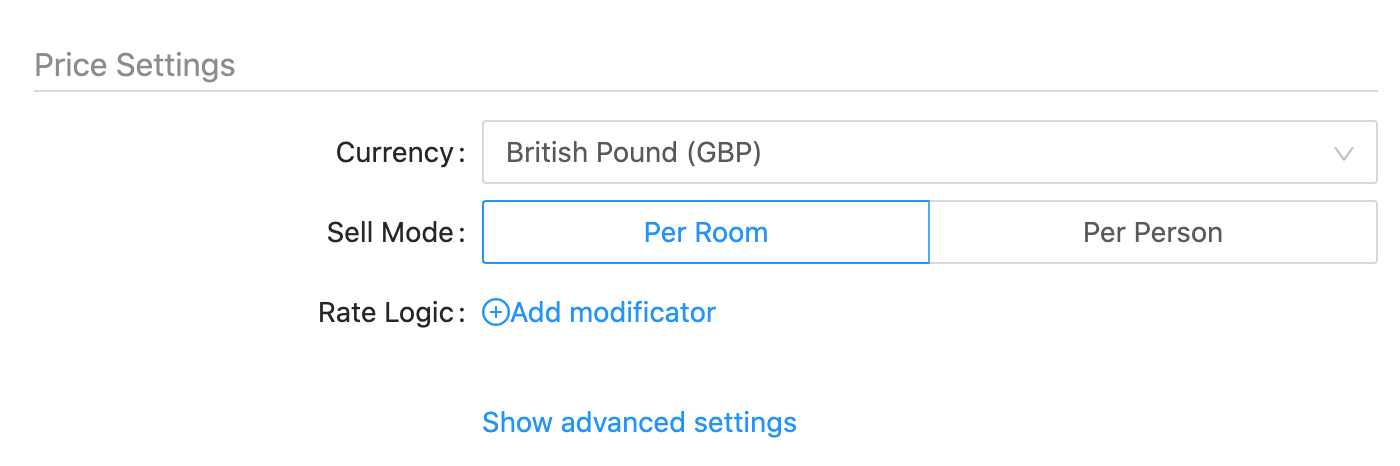 Price Settings
Currency: British Pound (GBP)
Sell Mode: Per Room Per Person
Rate Logic: Add modificator
Show advanced settings